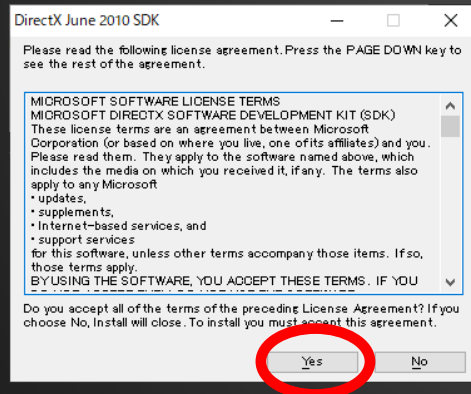 DirectX June 2010 SDK
Please read the following license agreement. Press the PAGE DOWN key to
see the rest of the agreement.
MICROSOFT SOFTWARE LICENSE TERMS
MICROSOFT DIRECTX SOFTWARE DEVELOPMENT KIT (SDK)
These license terms are an agreement between Microsoft
Corporation (or based on where you live, one of its affiliates) and you.
Please read them. They apply to the software named above, which
includes the media on which you received it, if any. The terms also
apply to any Microsoft
• updates,
• supplements,
• Internet-based services, and
• support services
for this software, unless other terms accompany those items. If so,
those terms apply.
BY USING THE SOFTWARE, YOU ACCEPT THESE TERMS. IF YOU
Do you accept all of the terms of the preceding License Agreement? If you
choose No, Install will close. To install you must accept this agreement.
Yes
No